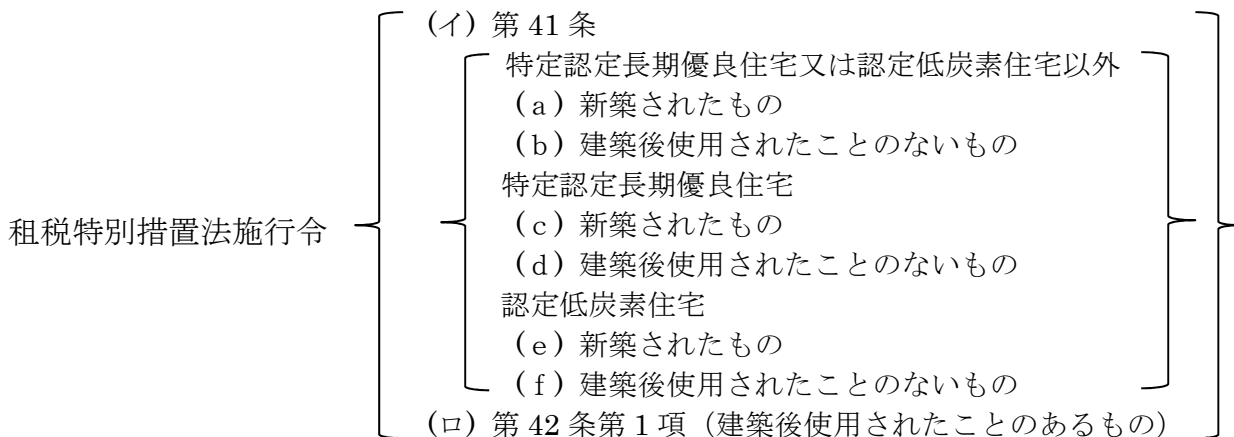 (イ) 第 41 条
特定認定長期優良住宅又は認定低炭素住宅以外
(a) 新築されたもの
(b) 建築後使用されたことのないもの
特定認定長期優良住宅
租税特別措置法施行令
(c) 新築されたもの
(d) 建築後使用されたことのないもの
認定低炭素住宅
(e) 新築されたもの
(f) 建築後使用されたことのないもの
(ロ) 第 42 条第 1 項（建築後使用されたことのあるもの）